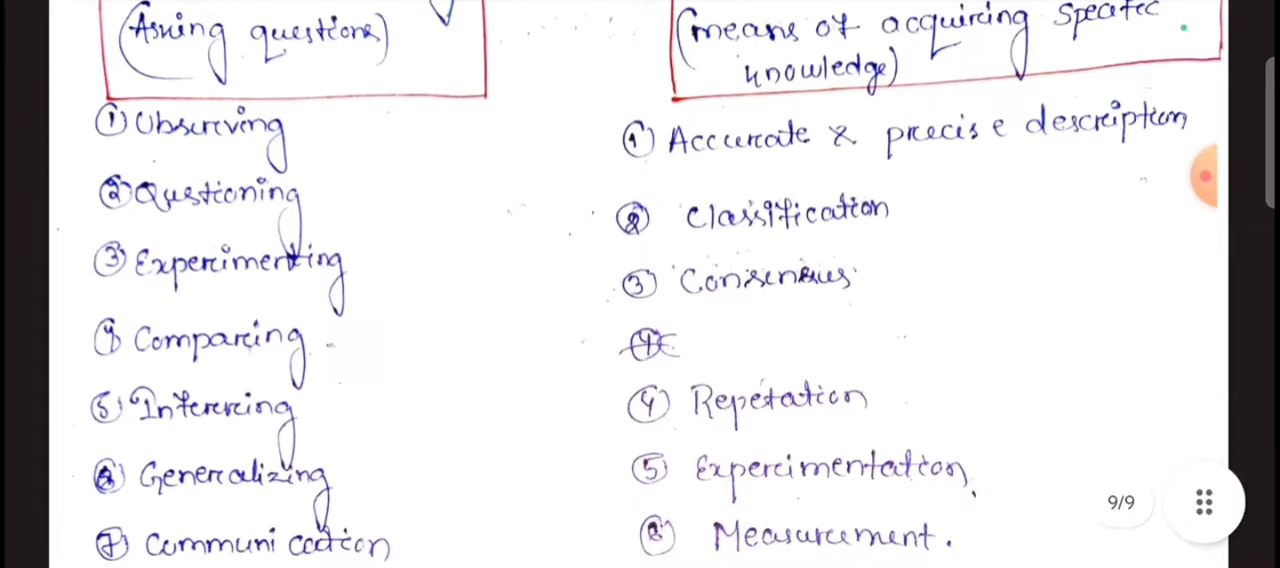 (Asking questions)
① Observing
② Questioning
③ Experimenting
④ Comparing
⑤ Inferering
⑥ Generalizing
⑦ Communication
(means of acquiring specific
knowledge)
① Accurate & precise description
② Classification
③ Consensus
④ Repetation
⑤ Experimentation
⑥ Measurement.
9/9